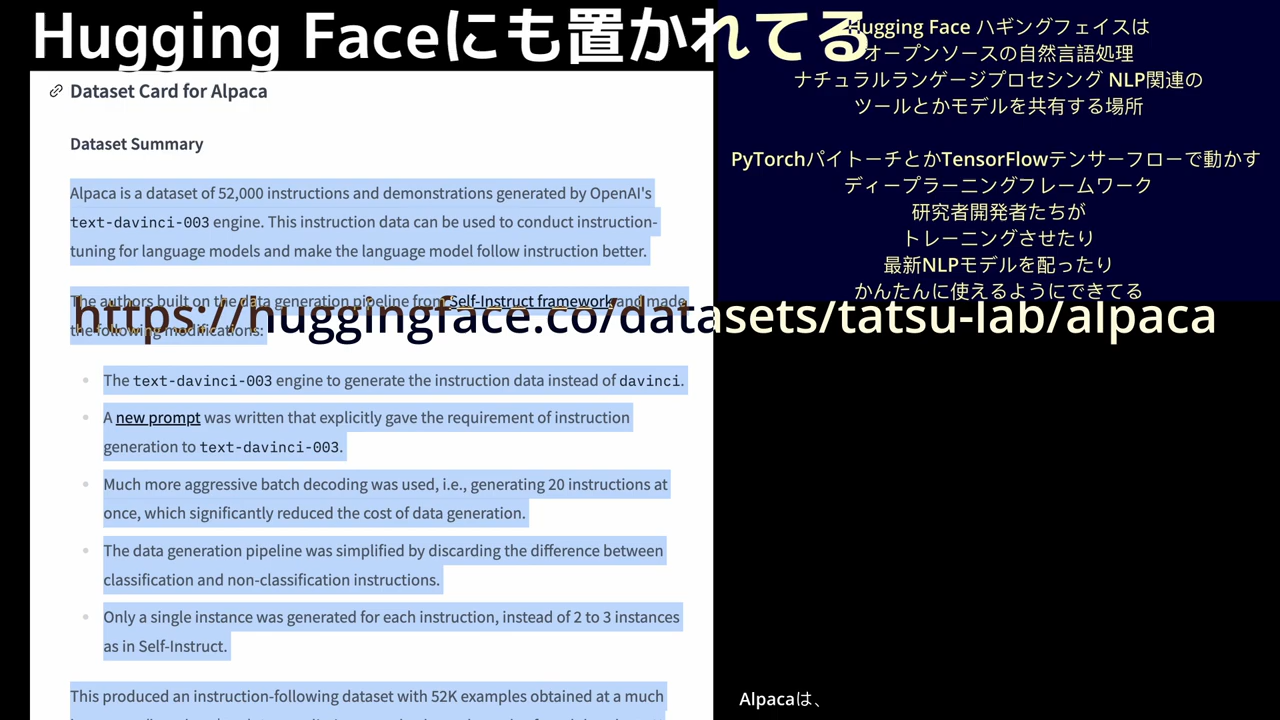 Hugging Faceにも置かれてる
Dataset Card for Alpaca
Dataset Summary
Alpaca is a dataset of 52,000 instructions and demonstrations generated by OpenAI's
text-davinci-003 engine. This instruction data can be used to conduct instruction-
tuning for language models and make the language model follow instruction better.
The authors built on the data generation pipeline from Self-Instruct framework and made
the following modifications:
https://huggingface.co/datasets/tatsu-lab/alpaca
The text-davinci-003 engine to generate the instruction data instead of davinci.
A new prompt was written that explicitly gave the requirement of instruction
generation to text-davinci-003.
Much more aggressive batch decoding was used, i.e., generating 20 instructions at
once, which significantly reduced the cost of data generation.
The data generation pipeline was simplified by discarding the difference between
classification and non-classification instructions.
Only a single instance was generated for each instruction, instead of 2 to 3 instances
as in Self-Instruct.
This produced an instruction-following dataset with 52K examples obtained at a much
Hugging Face ハギングフェイスは
オープンソースの自然言語処理
ナチュラルランゲージプロセシング NLP関連の
ツールとかモデルを共有する場所
PyTorchパイトーチとかTensorFlowテンサーフローで動かす
ディープラーニングフレームワーク
研究者開発者たちが
トレーニングさせたり
最新NLPモデルを配ったり
かんたんに使えるようにできてる
Alpacaは、